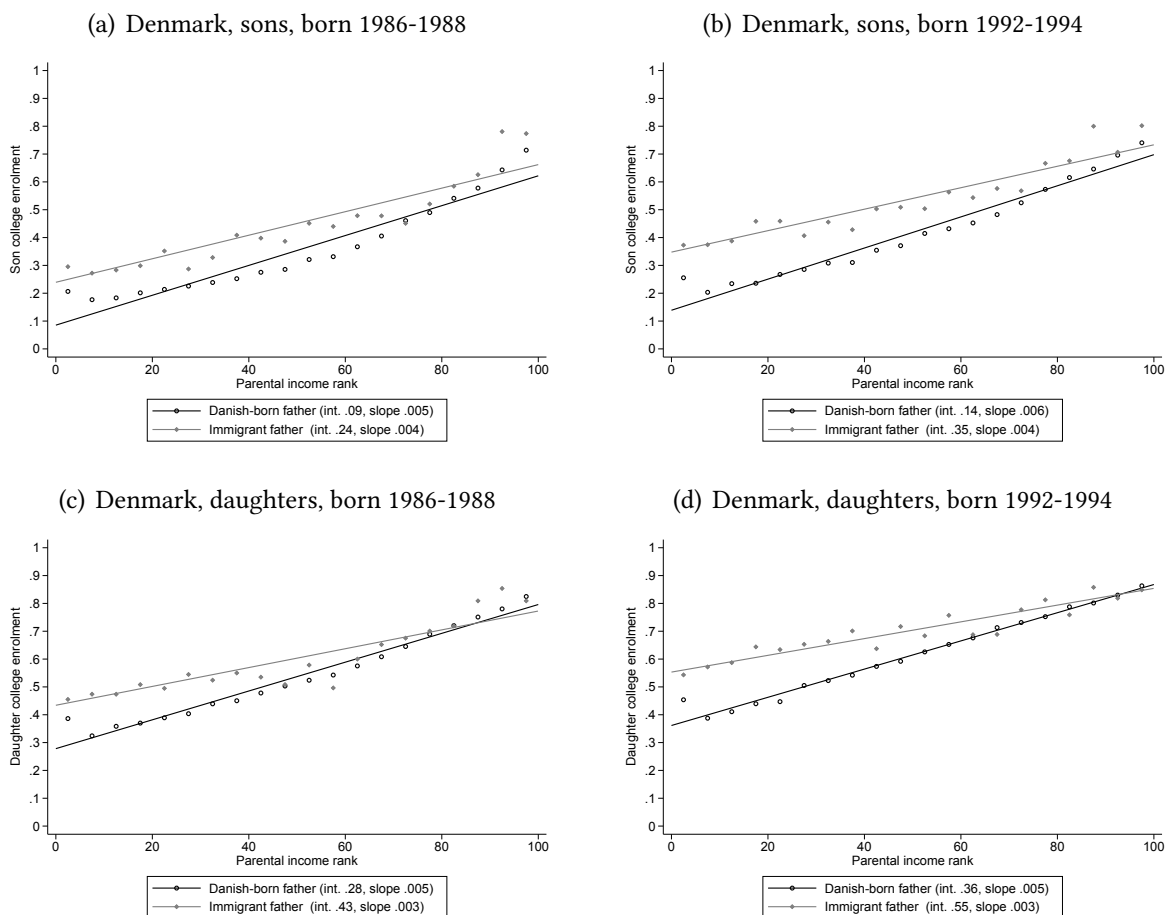 (a) Denmark, sons, born 1986-1988
Son college enrolment
1
.9
.8
.7
.6
.5
.4
.3
.2
.1
0
0 20 40 60 80 100
Parental income rank
Danish-born father (int. .09, slope .005)
Immigrant father (int. .24, slope .004)
(b) Denmark, sons, born 1992-1994
Son college enrolment
1
.9
.8
.7
.6
.5
.4
.3
.2
.1
0
0 20 40 60 80 100
Parental income rank
Danish-born father (int. .14, slope .006)
Immigrant father (int. .35, slope .004)
(c) Denmark, daughters, born 1986-1988
Daughter college enrolment
1
.9
.8
.7
.6
.5
.4
.3
.2
.1
0
0 20 40 60 80 100
Parental income rank
Danish-born father (int. .28, slope .005)
Immigrant father (int. .43, slope .003)
(d) Denmark, daughters, born 1992-1994
Daughter college enrolment
1
.9
.8
.7
.6
.5
.4
.3
.2
.1
0
0 20 40 60 80 100
Parental income rank
Danish-born father (int. .36, slope .005)
Immigrant father (int. .55, slope .003)